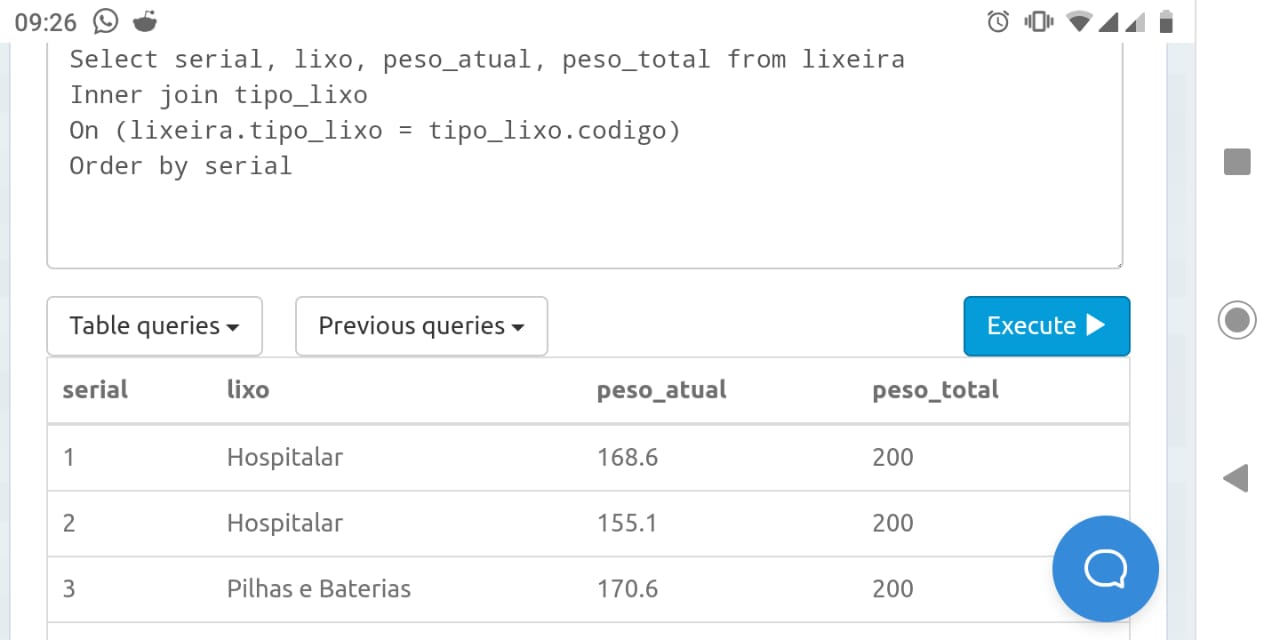 09:26
Select serial, lixo, peso_atual, peso_total from lixeira
Inner join tipo_lixo
On (lixeira.tipo_lixo = tipo_lixo.codigo)
Order by serial
Table queries Previous queries Execute
serial lixo peso_atual peso_total
1 Hospitalar 168.6 200
2 Hospitalar 155.1 200
3 Pilhas e Baterias 170.6 200